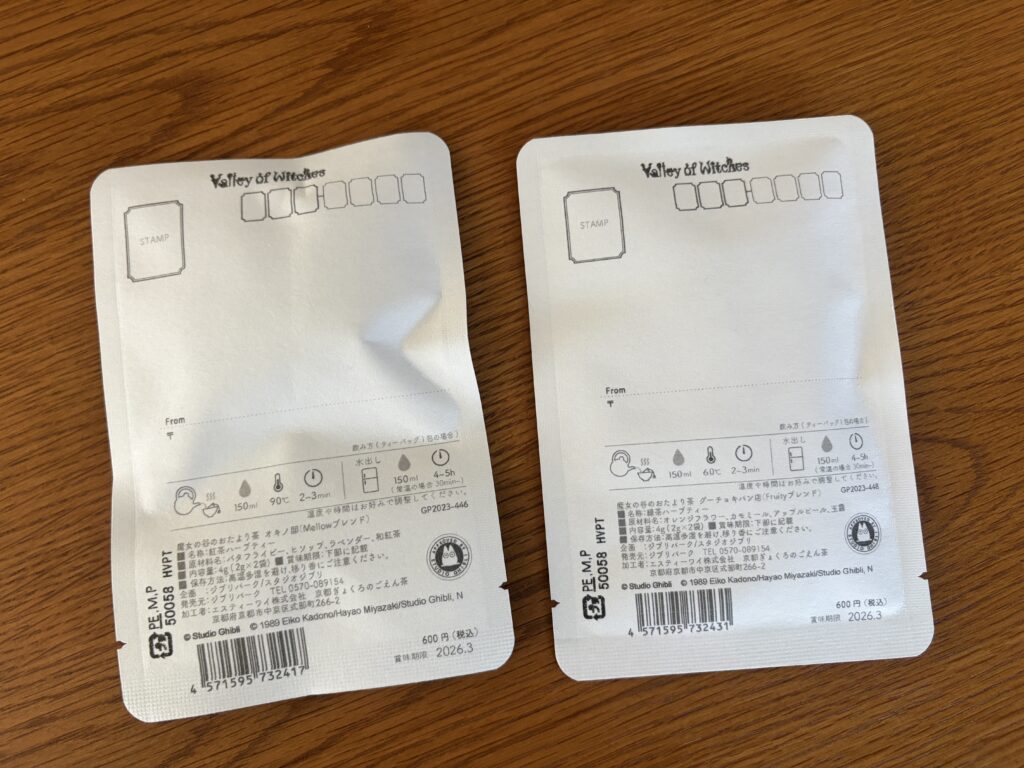 Valley of Witches
STAMP
From
〒
飲み方(ティーバッグ1包の場合)
水出し
150ml 90℃ 2~3min 150ml 4~5h
(常温の場合 30min~)
温度や時間はお好みで調整してください。
GP2023-446
魔女の谷のおたより茶 オキノ邸(Mellowブレンド)
■名称:紅茶ハーブティー
■原材料名:バタフライピー、ヒソップ、ラベンダー、和紅茶
■内容量:4g(2g×2袋) ■賞味期限:下部に記載
■保存方法:高温多湿を避け、移り香にご注意ください。
企画 :ジブリパーク/スタジオジブリ
発売元:ジブリパーク TEL 0570-089154
加工者:エスティーワイ株式会社 京都ぎょくろのごえん茶
京都府京都市中京区式部町266-2
© Studio Ghibli © 1989 Eiko Kadono/Hayao Miyazaki/Studio Ghibli, N
PE,M,P
50058 HVPT
4 571595 732417
600円(税込)
賞味期限 2026.3
Valley of Witches
STAMP
From
〒
飲み方(ティーバッグ1包の場合)
水出し
150ml 60℃ 2~3min 150ml 4~5h
(常温の場合 30min~)
温度や時間はお好みで調整してください。
魔女の谷のおたより茶 グーチョキパン店(Fruityブレンド)
GP2023-448
■名称:緑茶ハーブティー
■原材料名:オレンジフラワー、カモミール、アップルピール、玉露
■内容量:4g(2g×2袋) ■賞味期限:下部に記載
■保存方法:高温多湿を避け、移り香にご注意ください。
企画 :ジブリパーク/スタジオジブリ
発売元:ジブリパーク TEL 0570-089154
加工者:エスティーワイ株式会社 京都ぎょくろのごえん茶
京都府京都市中京区式部町266-2
© Studio Ghibli © 1989 Eiko Kadono/Hayao Miyazaki/Studio Ghibli, N
PE,M,P
50058 HVPT
4 571595 732431
600円(税込)
賞味期限 2026.3